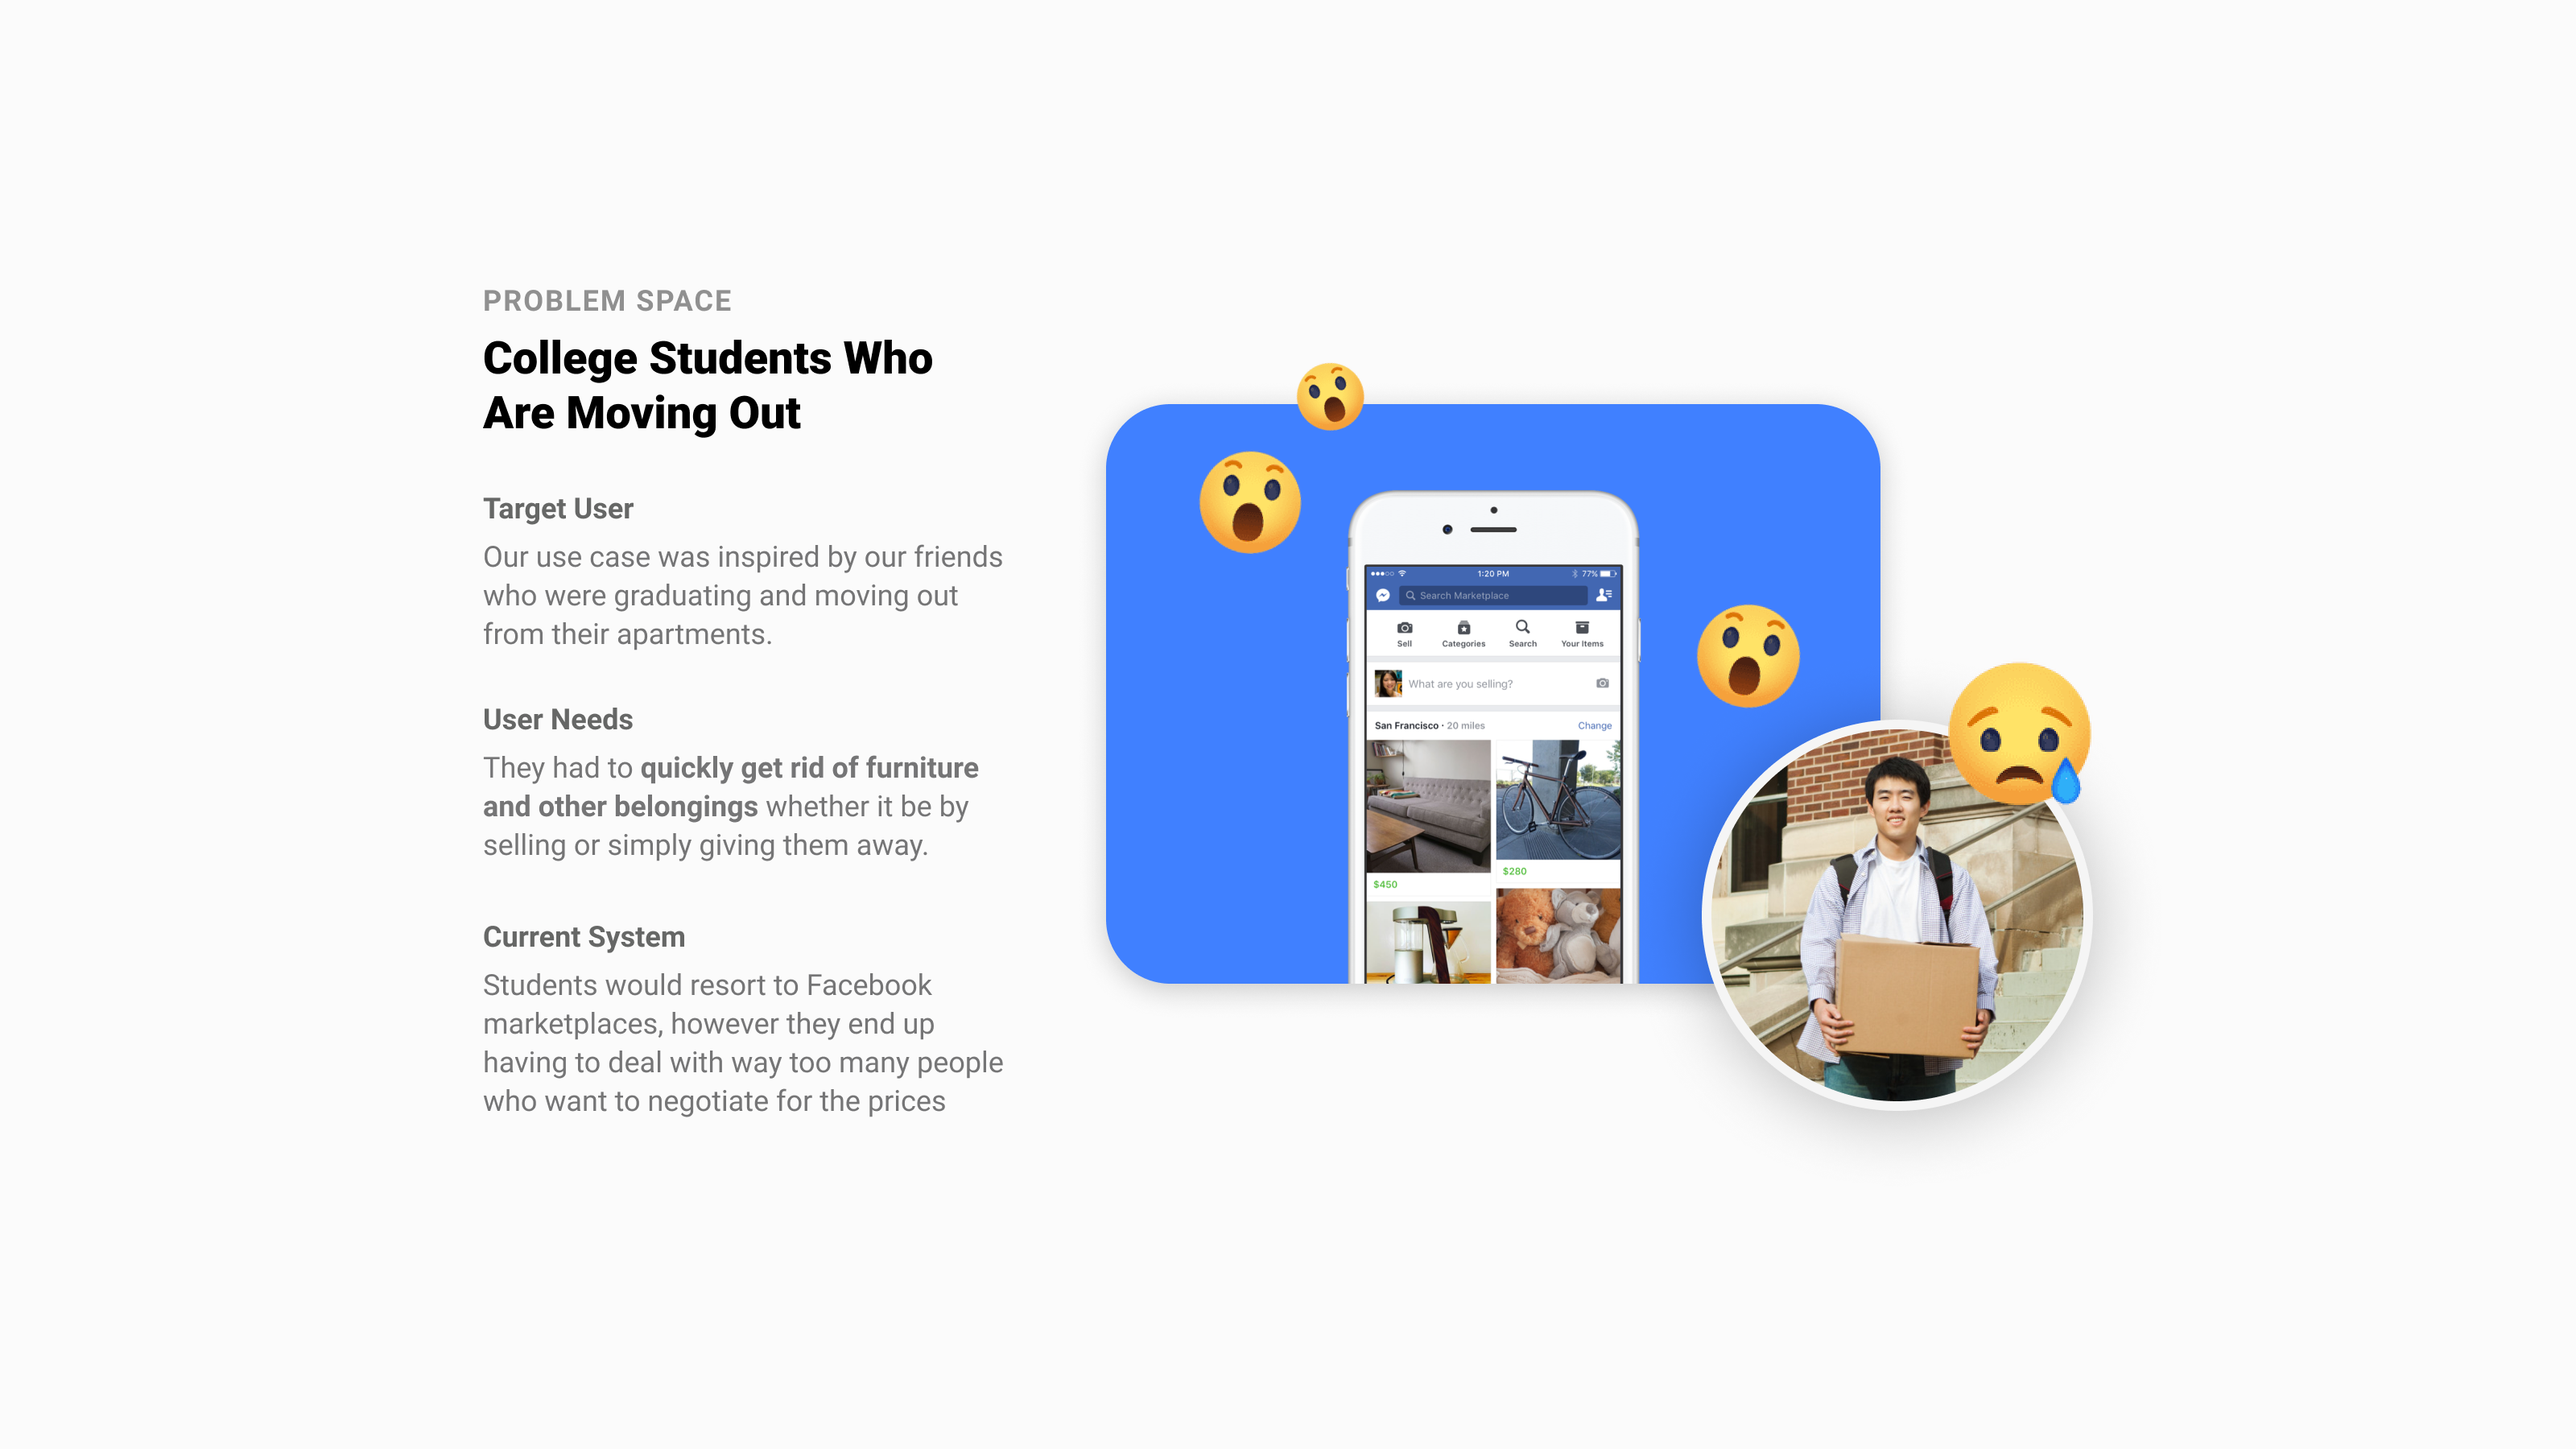 PROBLEM SPACE
College Students Who
Are Moving Out
Target User
Our use case was inspired by our friends
who were graduating and moving out
from their apartments.
User Needs
They had to quickly get rid of furniture
and other belongings whether it be by
selling or simply giving them away.
Current System
Students would resort to Facebook
marketplaces, however they end up
having to deal with way too many people
who want to negotiate for the prices
1:20 PM
77%
Search Marketplace
Sell
Categories
Search
Your Items
What are you selling?
San Francisco · 20 miles
Change
$450
$280